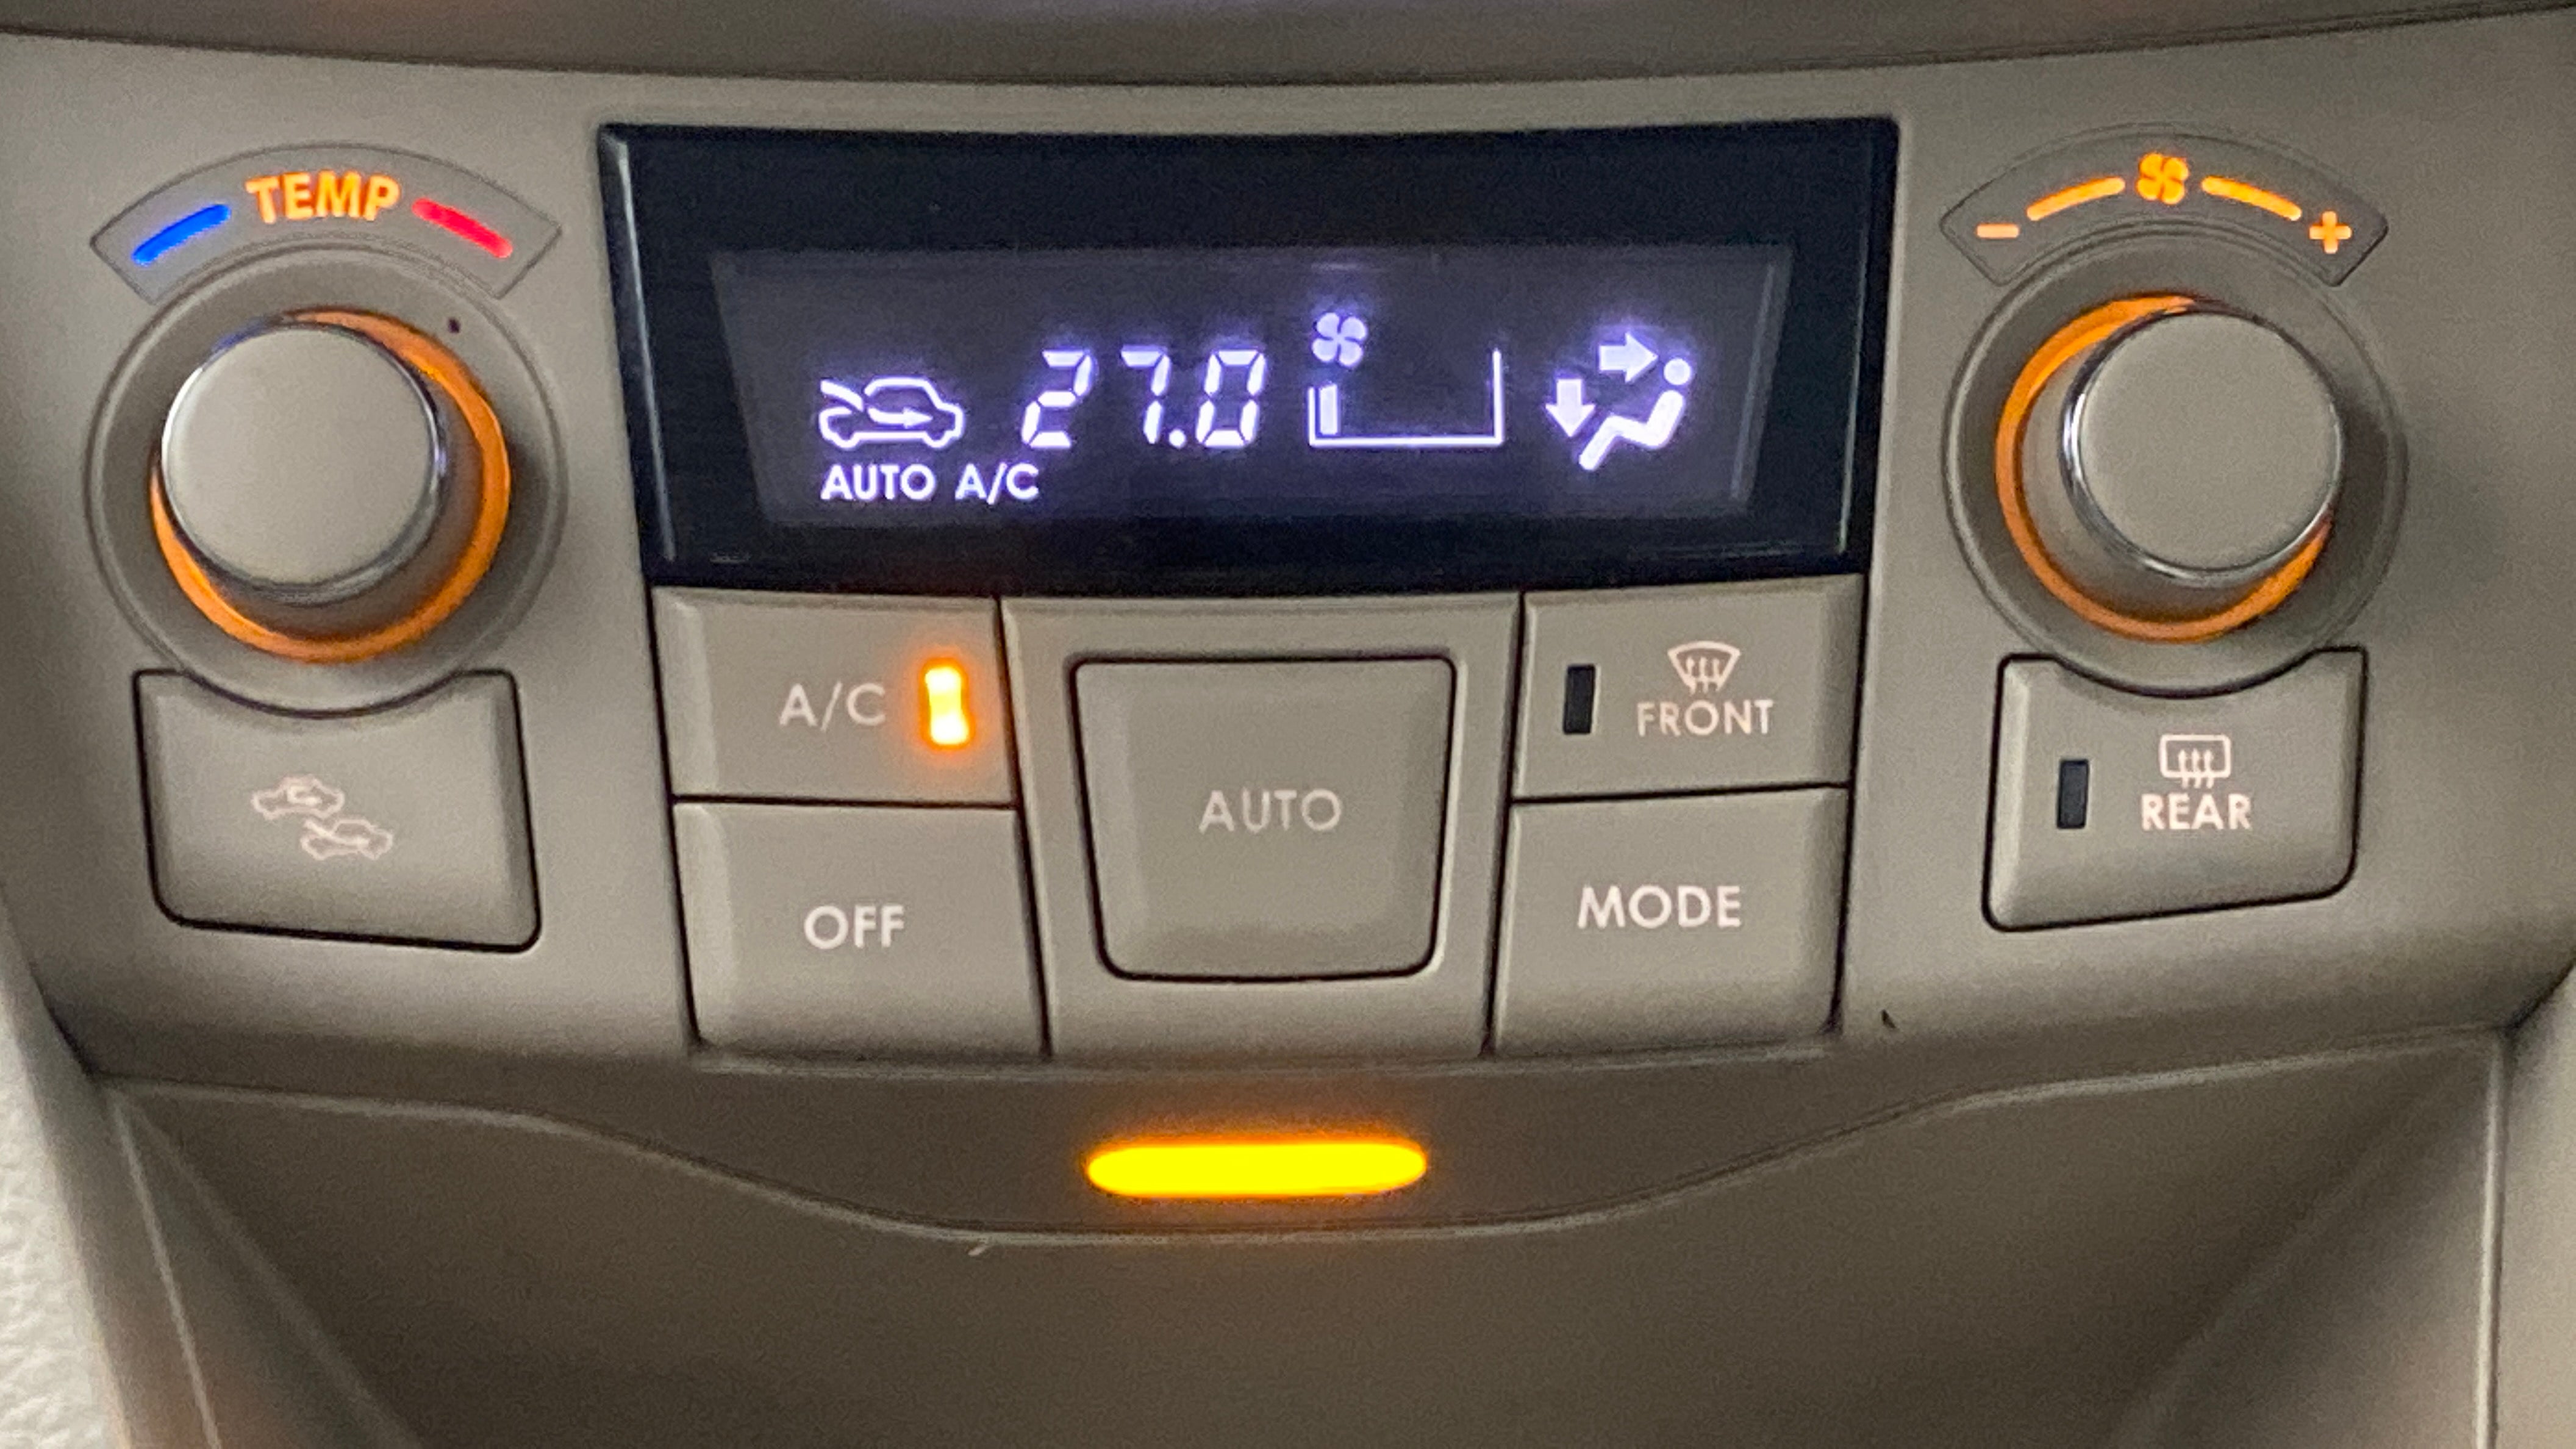 TEMP
- +
27.0
AUTO A/C
A/C
FRONT
AUTO
REAR
OFF
MODE